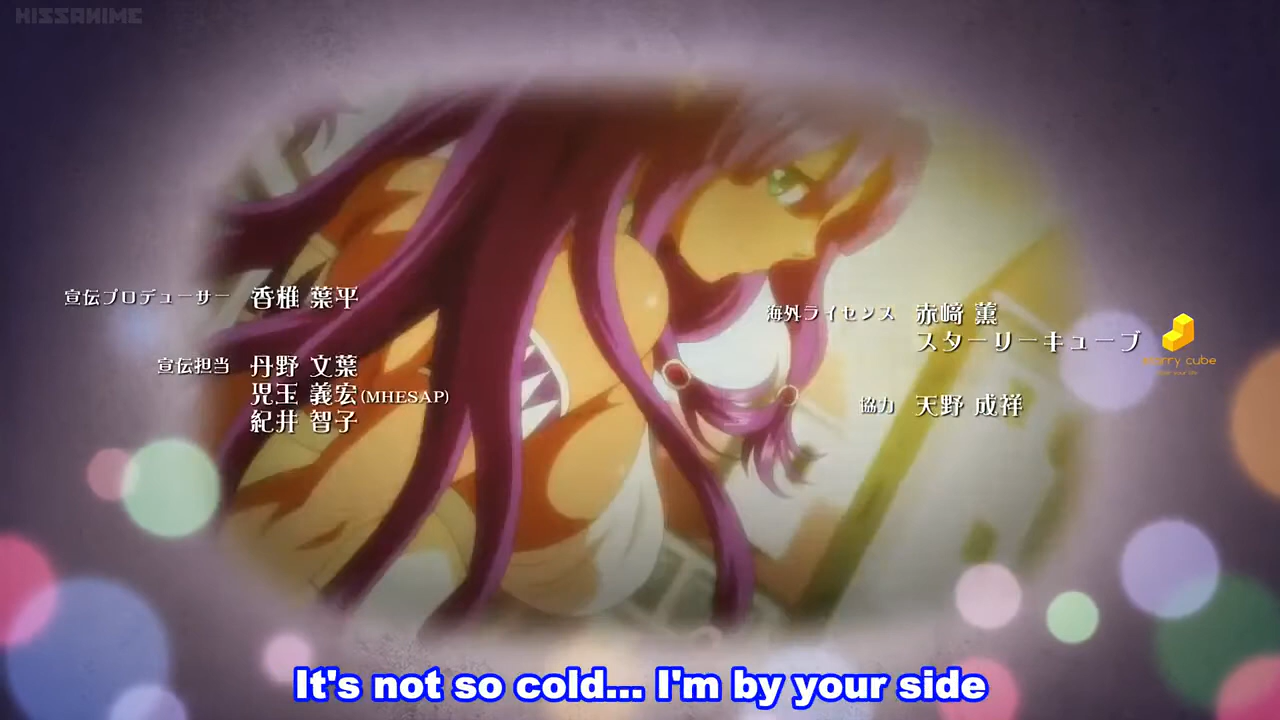 KISSANIME
宣伝プロデューサー 香椎 葉平
宣伝担当 丹野 文葉
児玉 義宏(MHESAP)
紀井 智子
海外ライセンス 赤﨑 薫
スターリーキューブ
starry cube
協力 天野 成祥
It's not so cold... I'm by your side